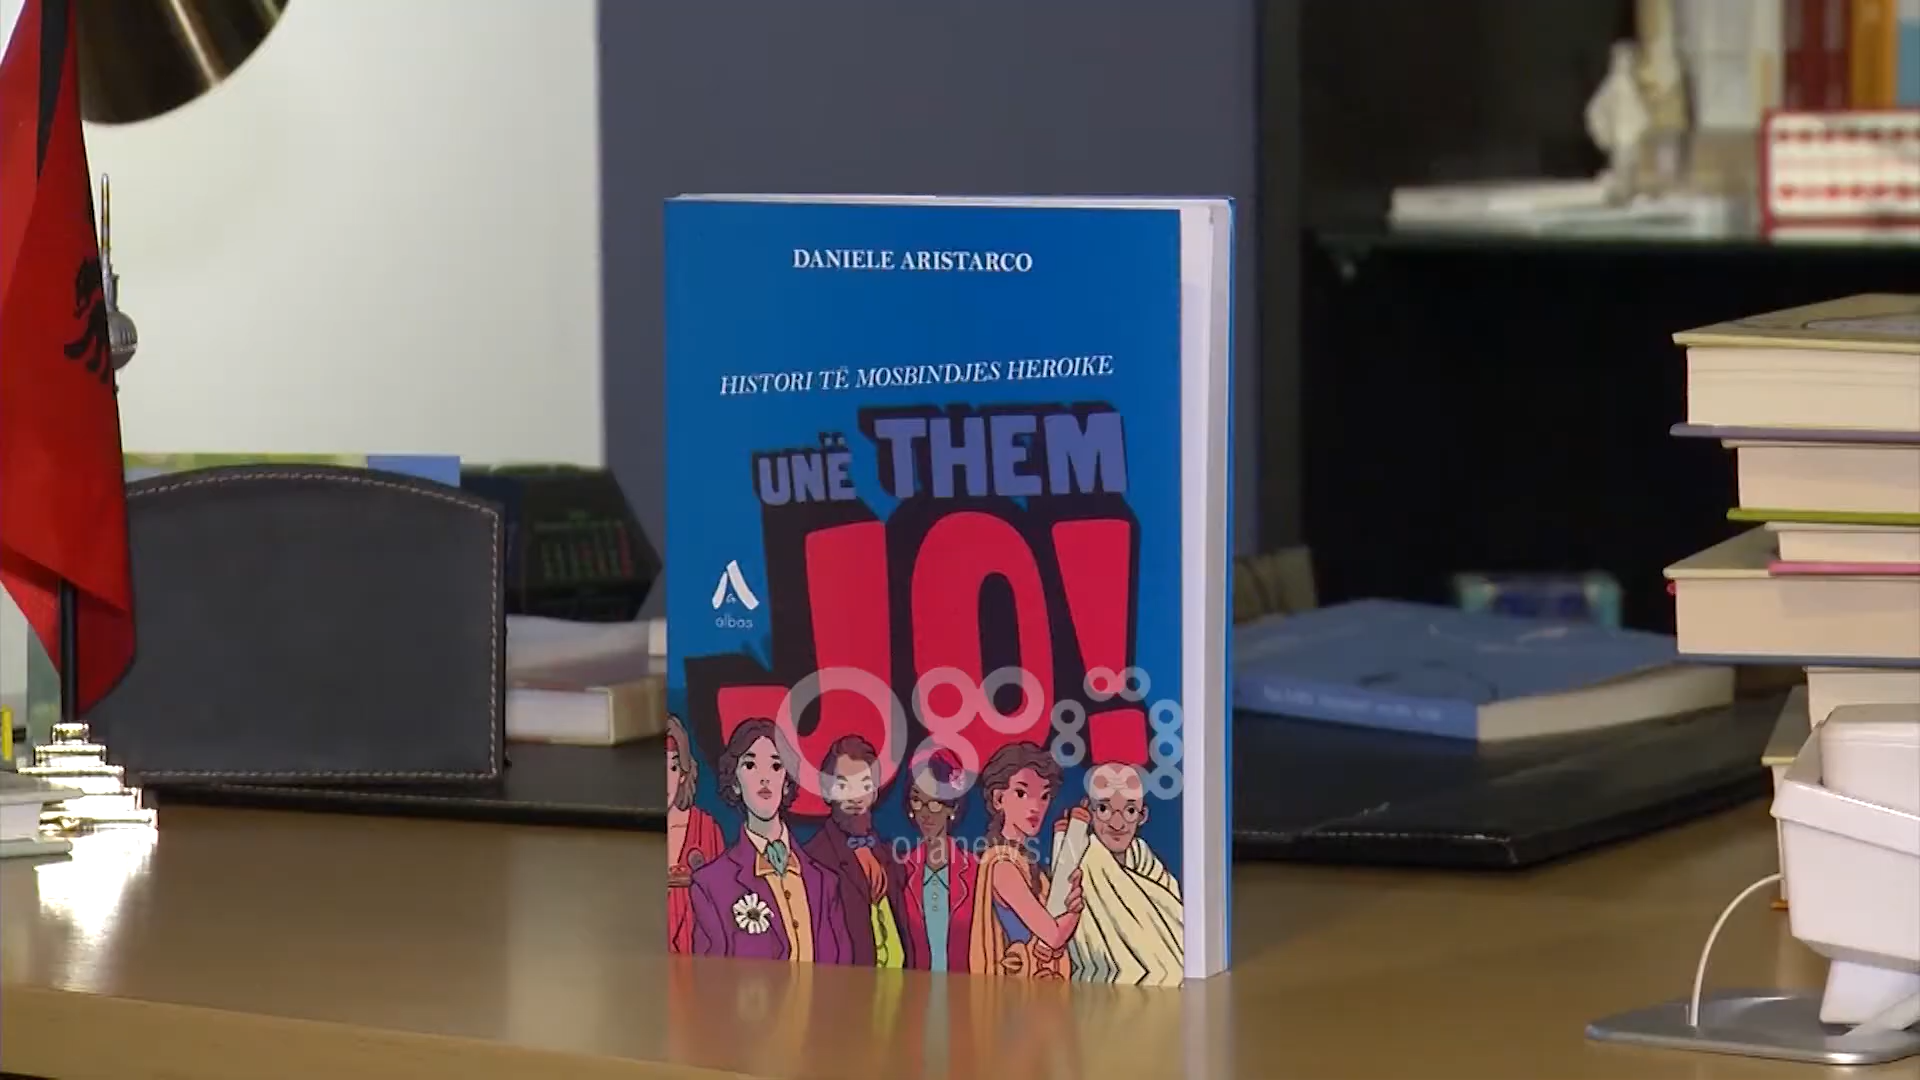 DANIELE ARISTARCO
HISTORI TË MOSBINDJES HEROIKE
UNË THEM
JO!
albas
oranews.tv